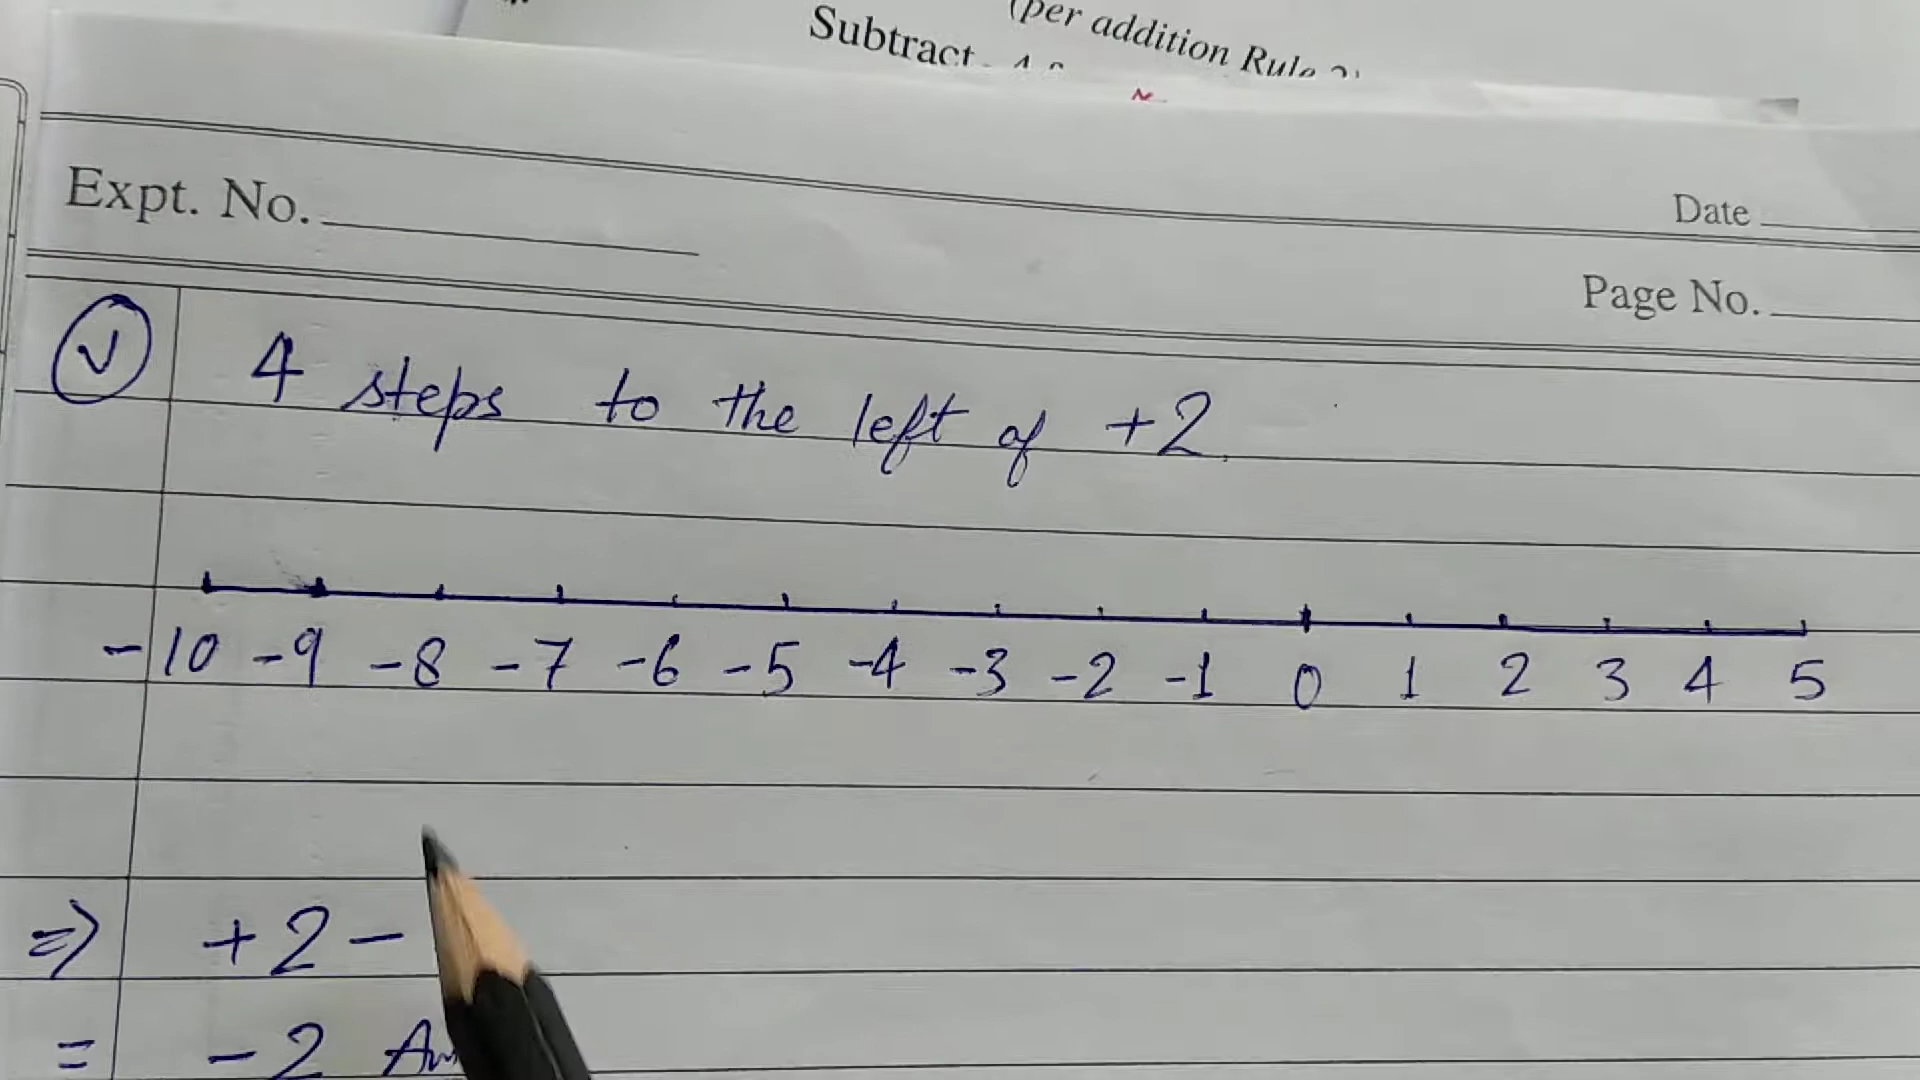 (per addition Rule
Subtract
Expt. No.
Date
Page No.
(v) 4 steps to the left of +2.
-10 -9 -8 -7 -6 -5 -4 -3 -2 -1 0 1 2 3 4 5
⇒ +2 -
= -2